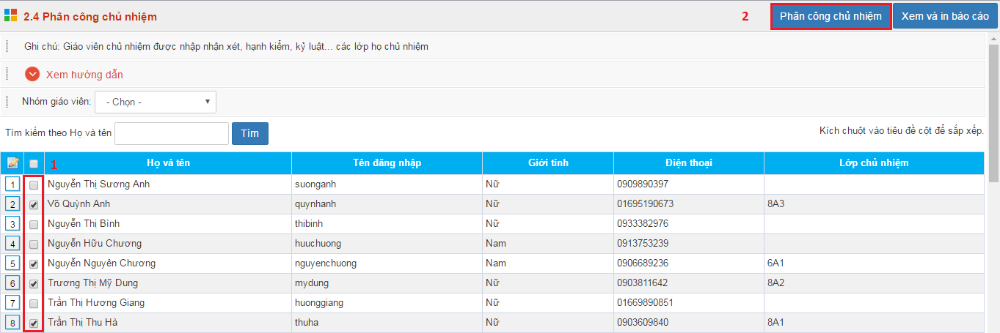 2.4 Phân công chủ nhiệm 2 Phân công chủ nhiệm Xem và in báo cáo
Ghi chú: Giáo viên chủ nhiệm được nhập nhận xét, hạnh kiểm, kỷ luật... các lớp họ chủ nhiệm
Xem hướng dẫn
Nhóm giáo viên: - Chọn -
Tìm kiếm theo Họ và tên Tìm Kích chuột vào tiêu đề cột để sắp xếp.
1 Họ và tên Tên đăng nhập Giới tính Điện thoại Lớp chủ nhiệm
1 Nguyễn Thị Sương Anh suonganh Nữ 0909890397
2 Võ Quỳnh Anh quynhanh Nữ 01695190673 8A3
3 Nguyễn Thị Bình thibinh Nữ 0933382976
4 Nguyễn Hữu Chương huuchuong Nam 0913753239
5 Nguyễn Nguyên Chương nguyenchuong Nam 0906689236 6A1
6 Trương Thị Mỹ Dung mydung Nữ 0903811642 8A2
7 Trần Thị Hương Giang huonggiang Nữ 01669890851
8 Trần Thị Thu Hà thuha Nữ 0903609840 8A1